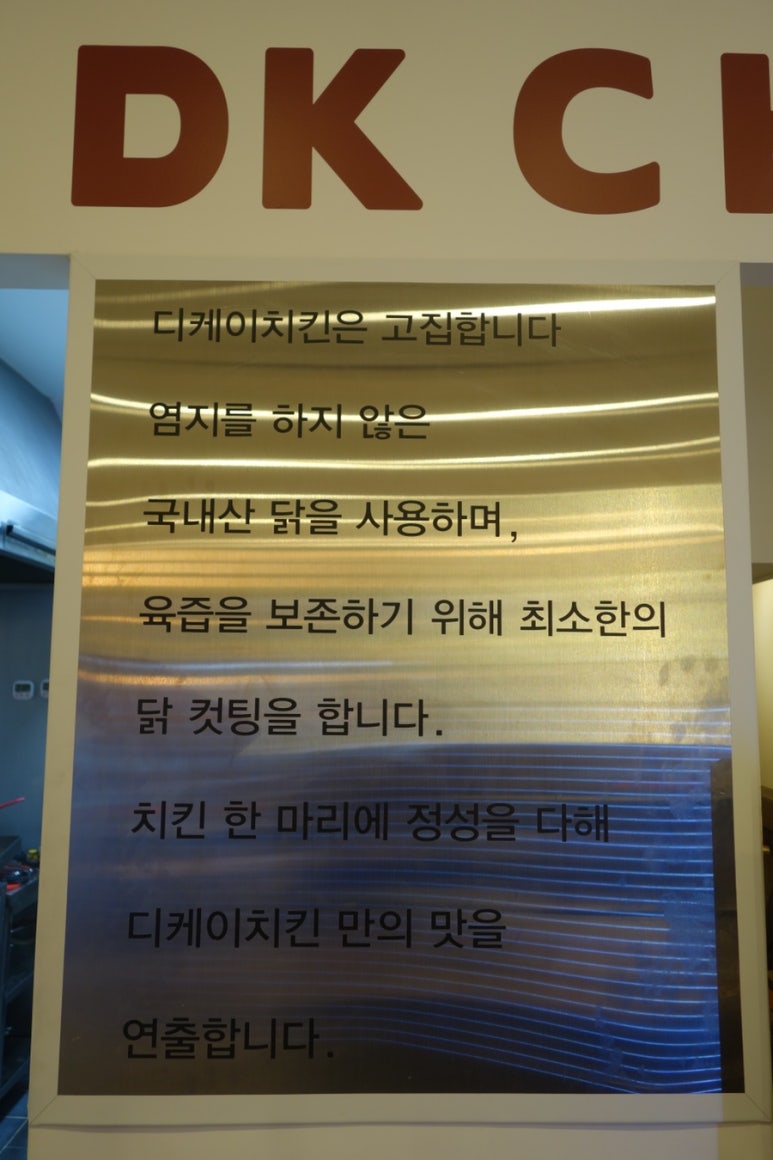 DK C
디케이치킨은 고집합니다
염지를 하지 않은
국내산 닭을 사용하며,
육즙을 보존하기 위해 최소한의
닭 컷팅을 합니다.
치킨 한 마리에 정성을 다해
디케이치킨 만의 맛을
연출합니다.